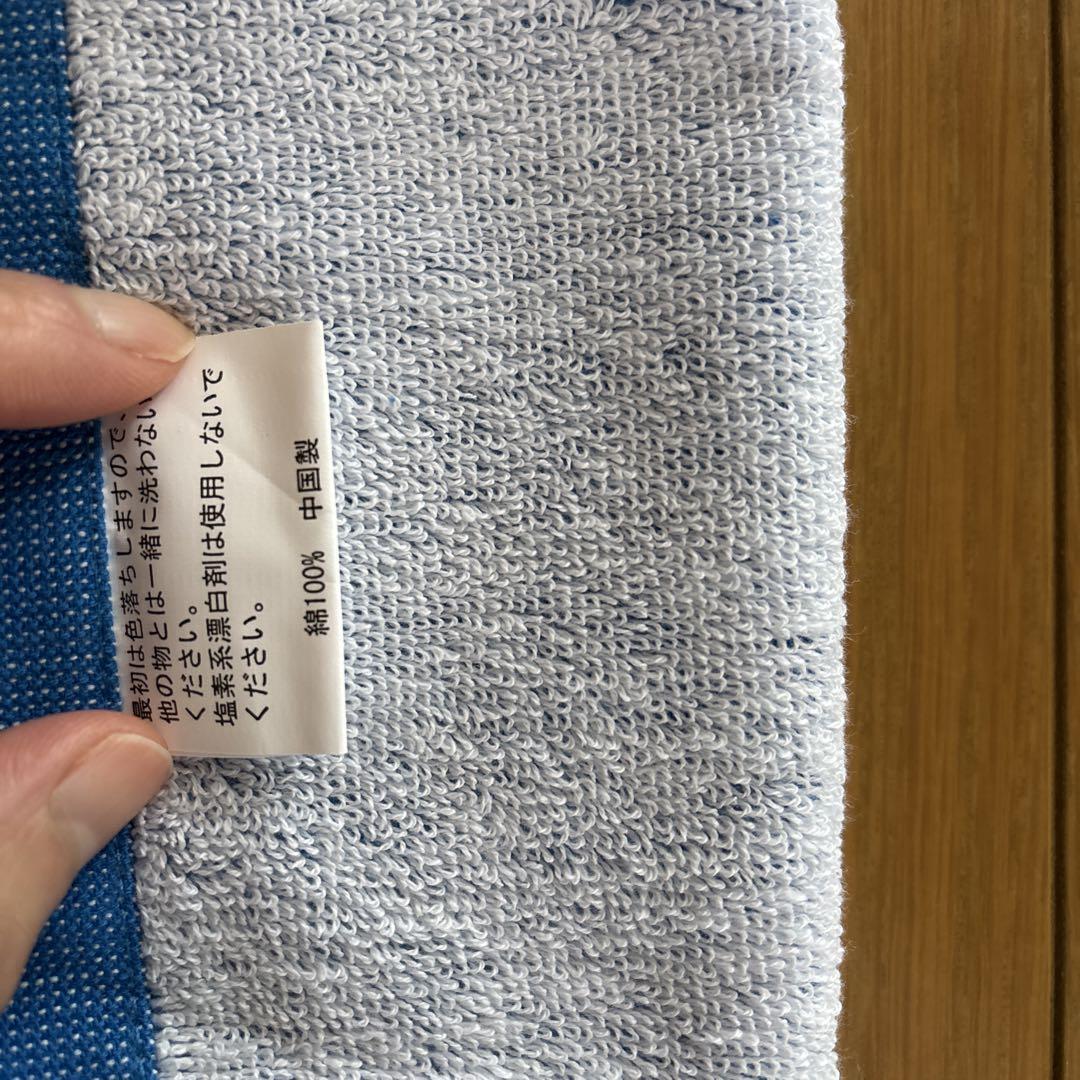 最初は色落ちしますので、
他の物とは一緒に洗わない
ください。
塩素系漂白剤は使用しないで
ください。
綿100% 中国製